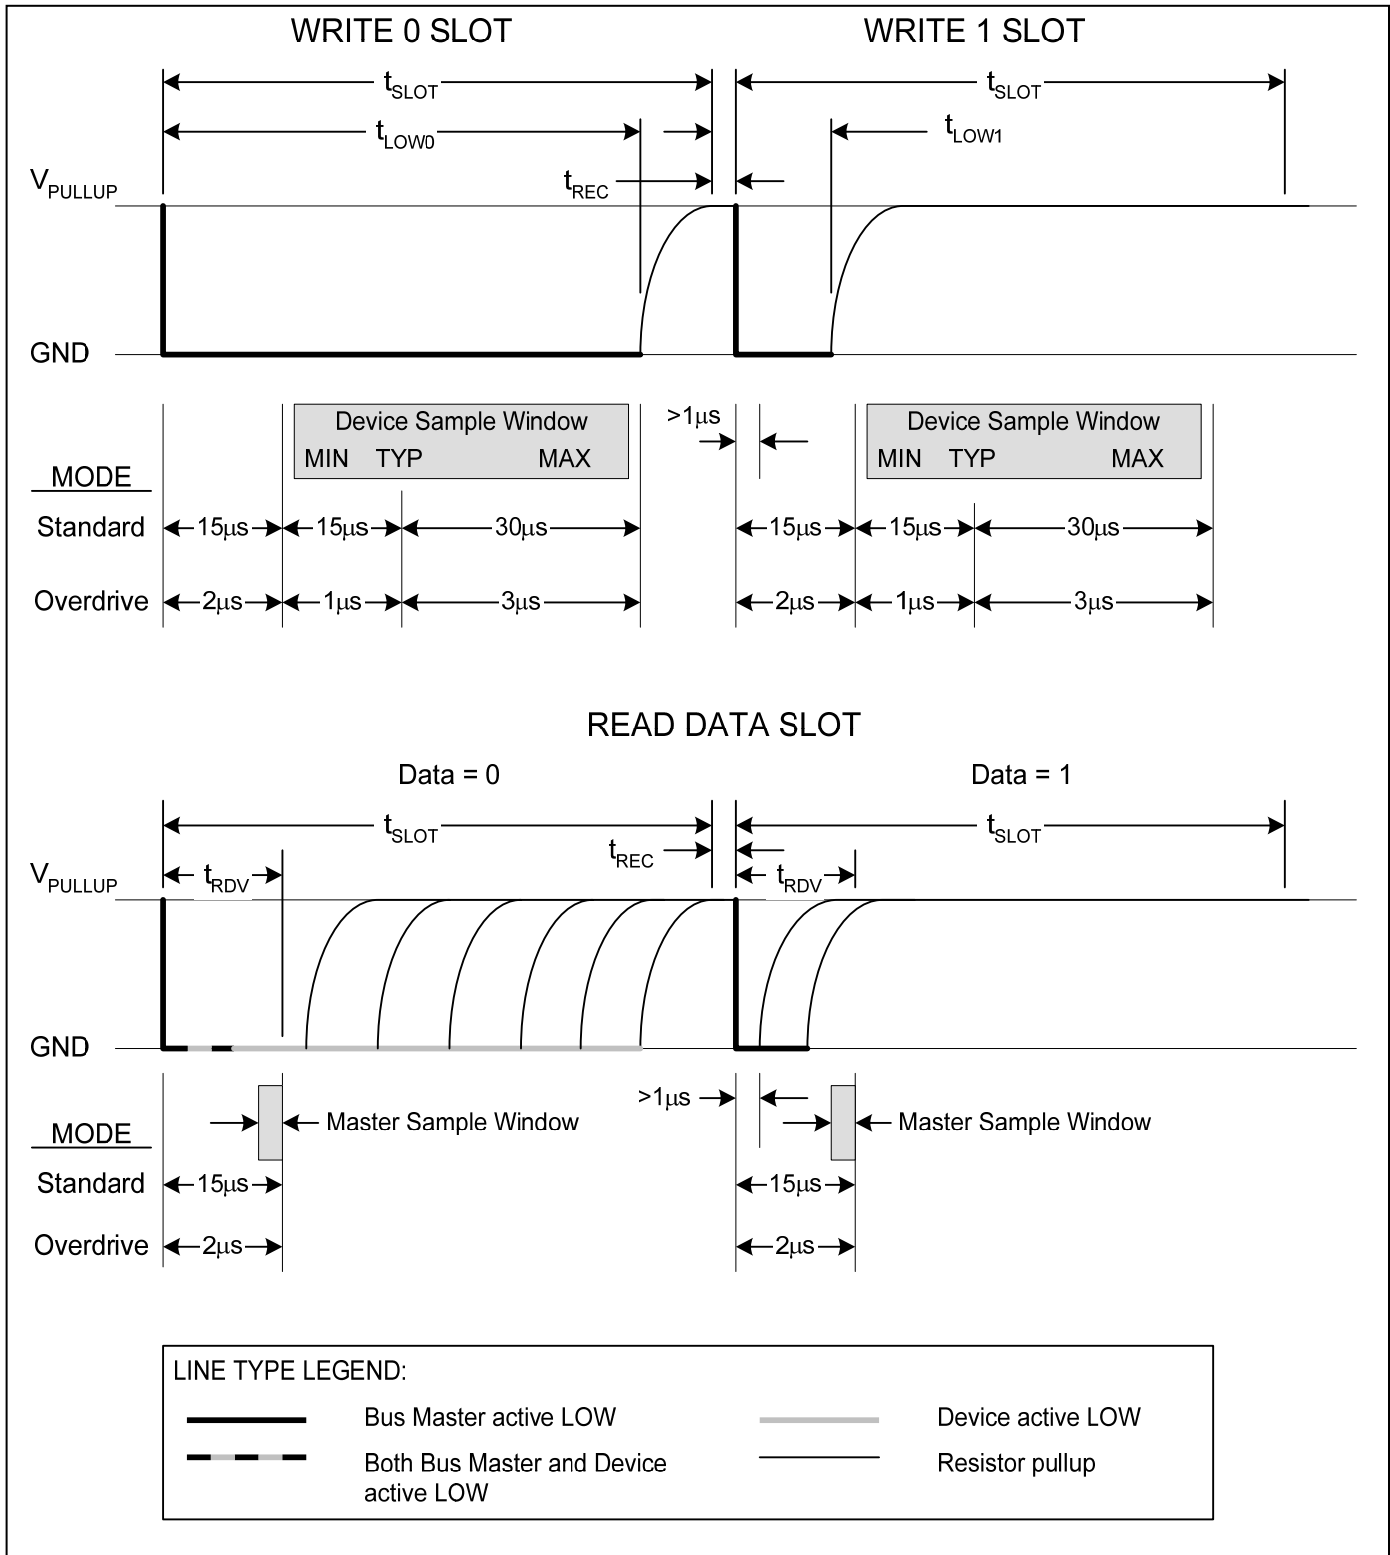 WRITE 0 SLOT WRITE 1 SLOT
tSLOT tSLOT
tLOW0 tLOW1
VPULLUP tREC
GND
Device Sample Window >1μs Device Sample Window
MIN TYP MAX MIN TYP MAX
MODE
Standard 15μs 15μs 30μs 15μs 15μs 30μs
Overdrive 2μs 1μs 3μs 2μs 1μs 3μs
READ DATA SLOT
Data = 0 Data = 1
tSLOT tSLOT
tREC
VPULLUP tRDV tRDV
GND
>1μs
Master Sample Window Master Sample Window
MODE
Standard 15μs 15μs
Overdrive 2μs 2μs
LINE TYPE LEGEND:
Bus Master active LOW Device active LOW
Both Bus Master and Device Resistor pullup
active LOW